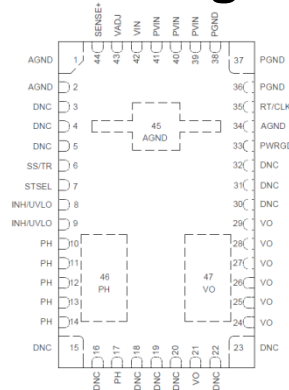 SENSE+
VADJ
VIN
PVIN
PVIN
PVIN
PGND
44
43
42
41
40
39
38
AGND 1
37 PGND
AGND 2
36 PGND
DNC 3
35 RT/CLK
DNC 4
34 AGND
45
AGND
DNC 5
33 PWRGD
SS/TR 6
32 DNC
STSEL 7
31 DNC
INH/UVLO 8
30 DNC
INH/UVLO 9
29 VO
PH 10
28 VO
PH 11
27 VO
46
PH
47
VO
PH 12
26 VO
PH 13
25 VO
PH 14
24 VO
DNC 15
23 DNC
16
17
18
19
20
21
22
DNC
PH
DNC
DNC
DNC
VO
DNC